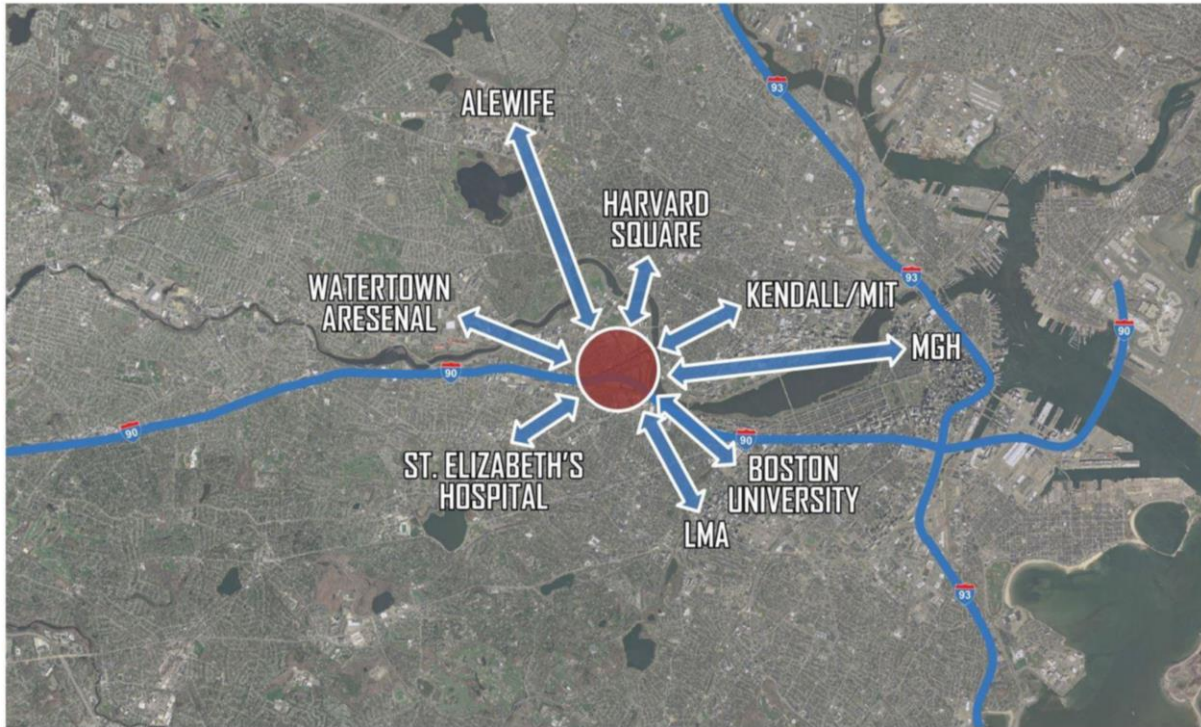 93
ALEWIFE
HARVARD
SQUARE
93
WATERTOWN
ARESENAL
KENDALL/MIT
90
MGH
90
90
90
ST. ELIZABETH'S
HOSPITAL
BOSTON
UNIVERSITY
LMA
93